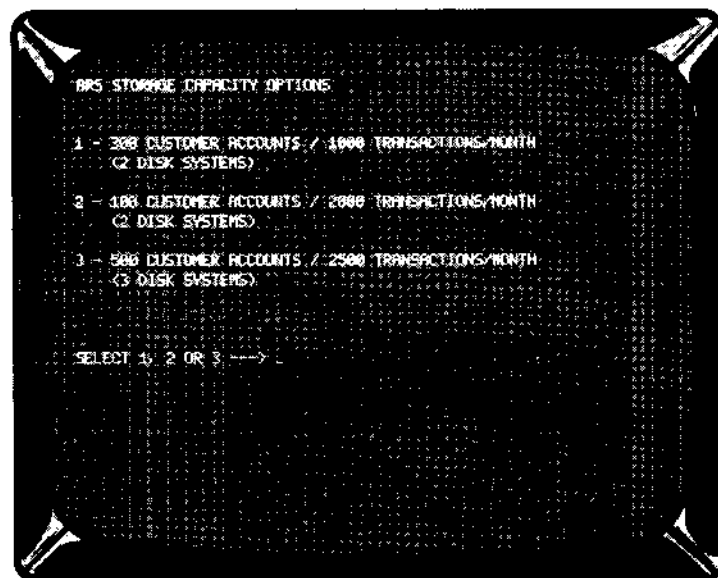 ARS STORAGE CAPACITY OPTIONS
1 - 300 CUSTOMER ACCOUNTS / 1000 TRANSACTIONS/MONTH
(2 DISK SYSTEMS)
2 - 100 CUSTOMER ACCOUNTS / 2000 TRANSACTIONS/MONTH
(2 DISK SYSTEMS)
3 - 500 CUSTOMER ACCOUNTS / 2500 TRANSACTIONS/MONTH
(3 DISK SYSTEMS)
SELECT 1, 2 OR 3 ---> _